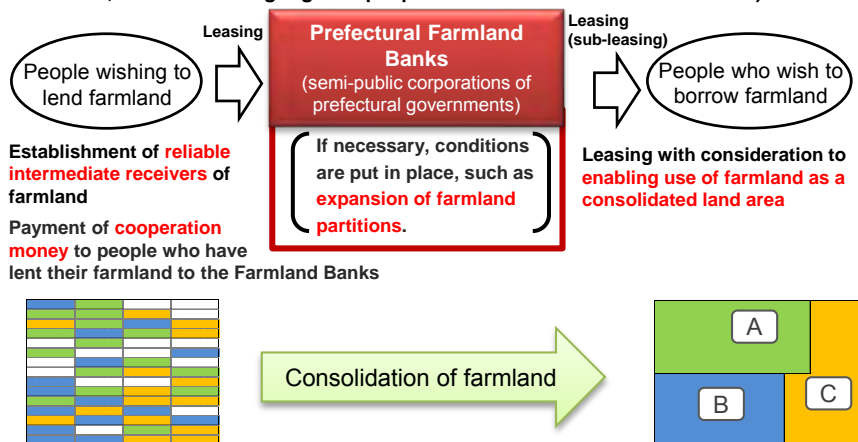 Leasing
Prefectural Farmland
Banks
(semi-public corporations of
prefectural governments)
Leasing
(sub-leasing)
People wishing to
lend farmland
People who wish to
borrow farmland
If necessary, conditions
are put in place, such as
expansion of farmland
partitions.
Establishment of reliable
intermediate receivers of
farmland
Payment of cooperation
money to people who have
lent their farmland to the Farmland Banks
Leasing with consideration to
enabling use of farmland as a
consolidated land area
Consolidation of farmland
A
B
C